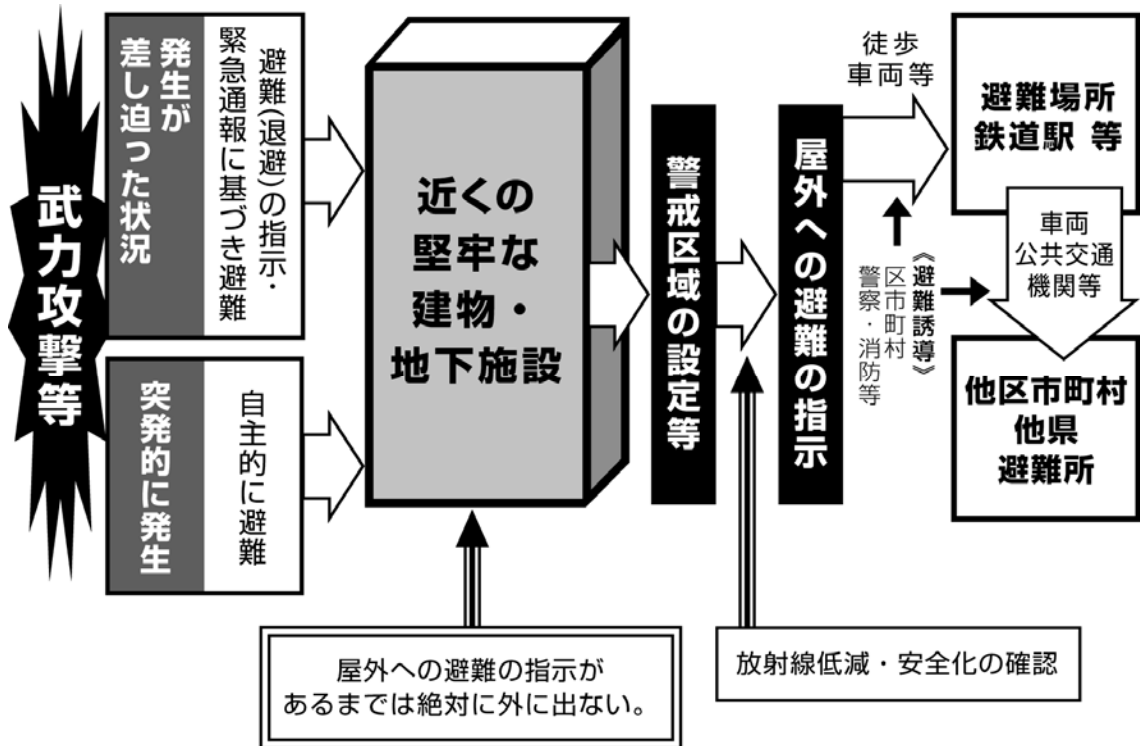 武力攻撃等
発生が
差し迫った状況
避難(退避)の指示・
緊急通報に基づき避難
突発的に発生
自主的に避難
近くの
堅牢な
建物・
地下施設
屋外への避難の指示が
あるまでは絶対に外に出ない。
警戒区域の設定等
放射線低減・安全化の確認
屋外への避難の指示
徒歩
車両等
《避難誘導》
区市町村
警察・消防等
避難場所
鉄道駅 等
車両
公共交通
機関等
他区市町村
他県
避難所